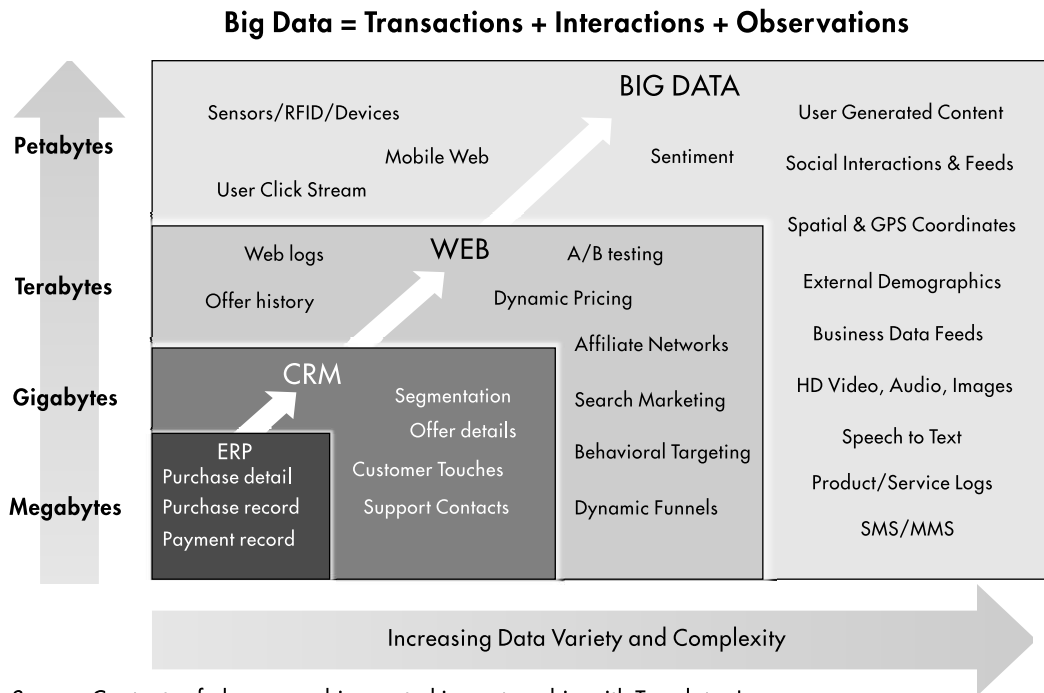 Big Data = Transactions + Interactions + Observations
BIG DATA
Sensors/RFID/Devices
User Generated Content
Petabytes
Mobile Web
Sentiment
Social Interactions & Feeds
User Click Stream
Spatial & GPS Coordinates
WEB
Web logs
A/B testing
Terabytes
External Demographics
Offer history
Dynamic Pricing
Business Data Feeds
Affiliate Networks
CRM
Gigabytes
Segmentation
Search Marketing
HD Video, Audio, Images
Offer details
Speech to Text
ERP
Behavioral Targeting
Purchase detail
Customer Touches
Product/Service Logs
Megabytes
Purchase record
Support Contacts
Dynamic Funnels
SMS/MMS
Payment record
Increasing Data Variety and Complexity